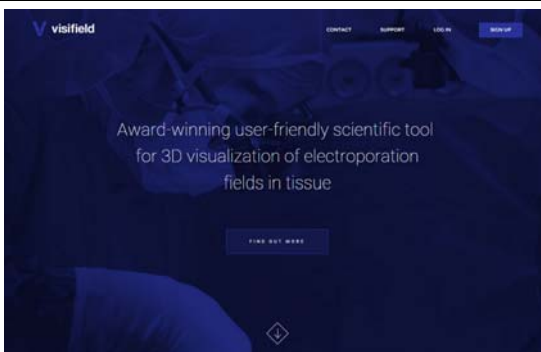 visifield
CONTACT SUPPORT LOG IN SIGN UP
Award-winning user-friendly scientific tool
for 3D visualization of electroporation
fields in tissue
FIND OUT MORE